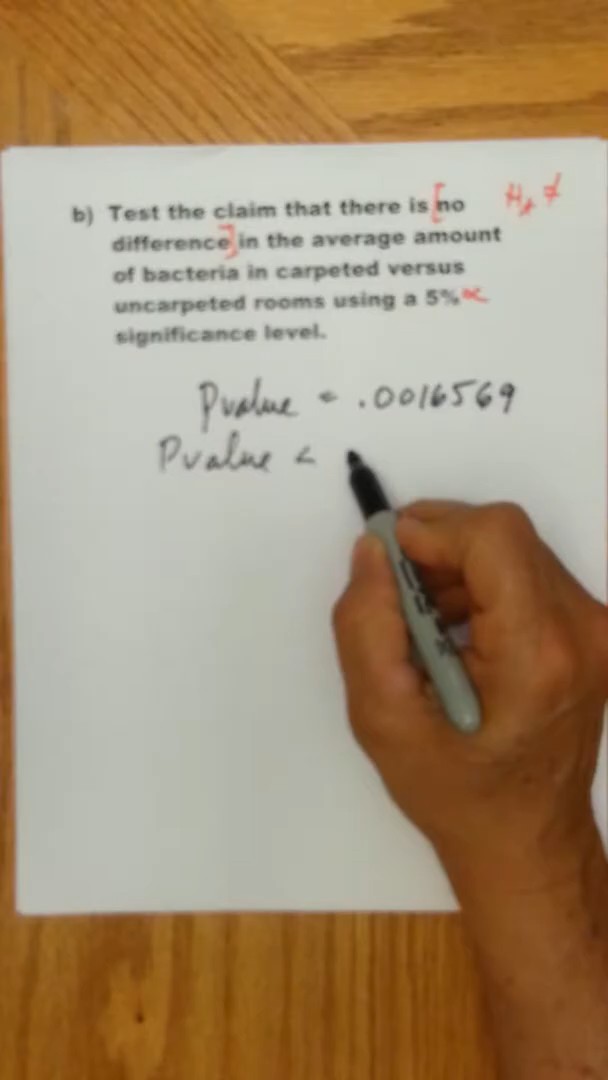 b) Test the claim that there is [no H₁ ≠
difference] in the average amount
of bacteria in carpeted versus
uncarpeted rooms using a 5% ∝
significance level.
Pvalue = .0016569
Pvalue <